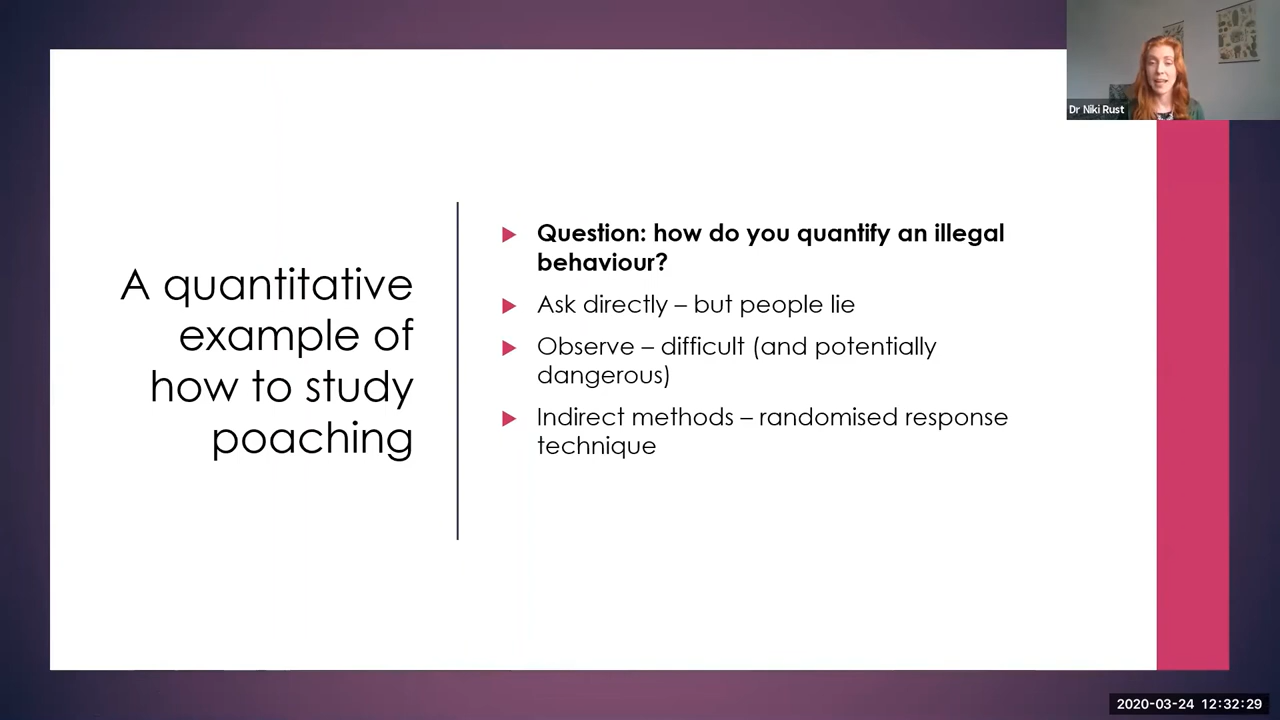 Dr Niki Rust
A quantitative
example of
how to study
poaching
Question: how do you quantify an illegal
behaviour?
Ask directly – but people lie
Observe – difficult (and potentially
dangerous)
Indirect methods – randomised response
technique
2020-03-24 12:32:29